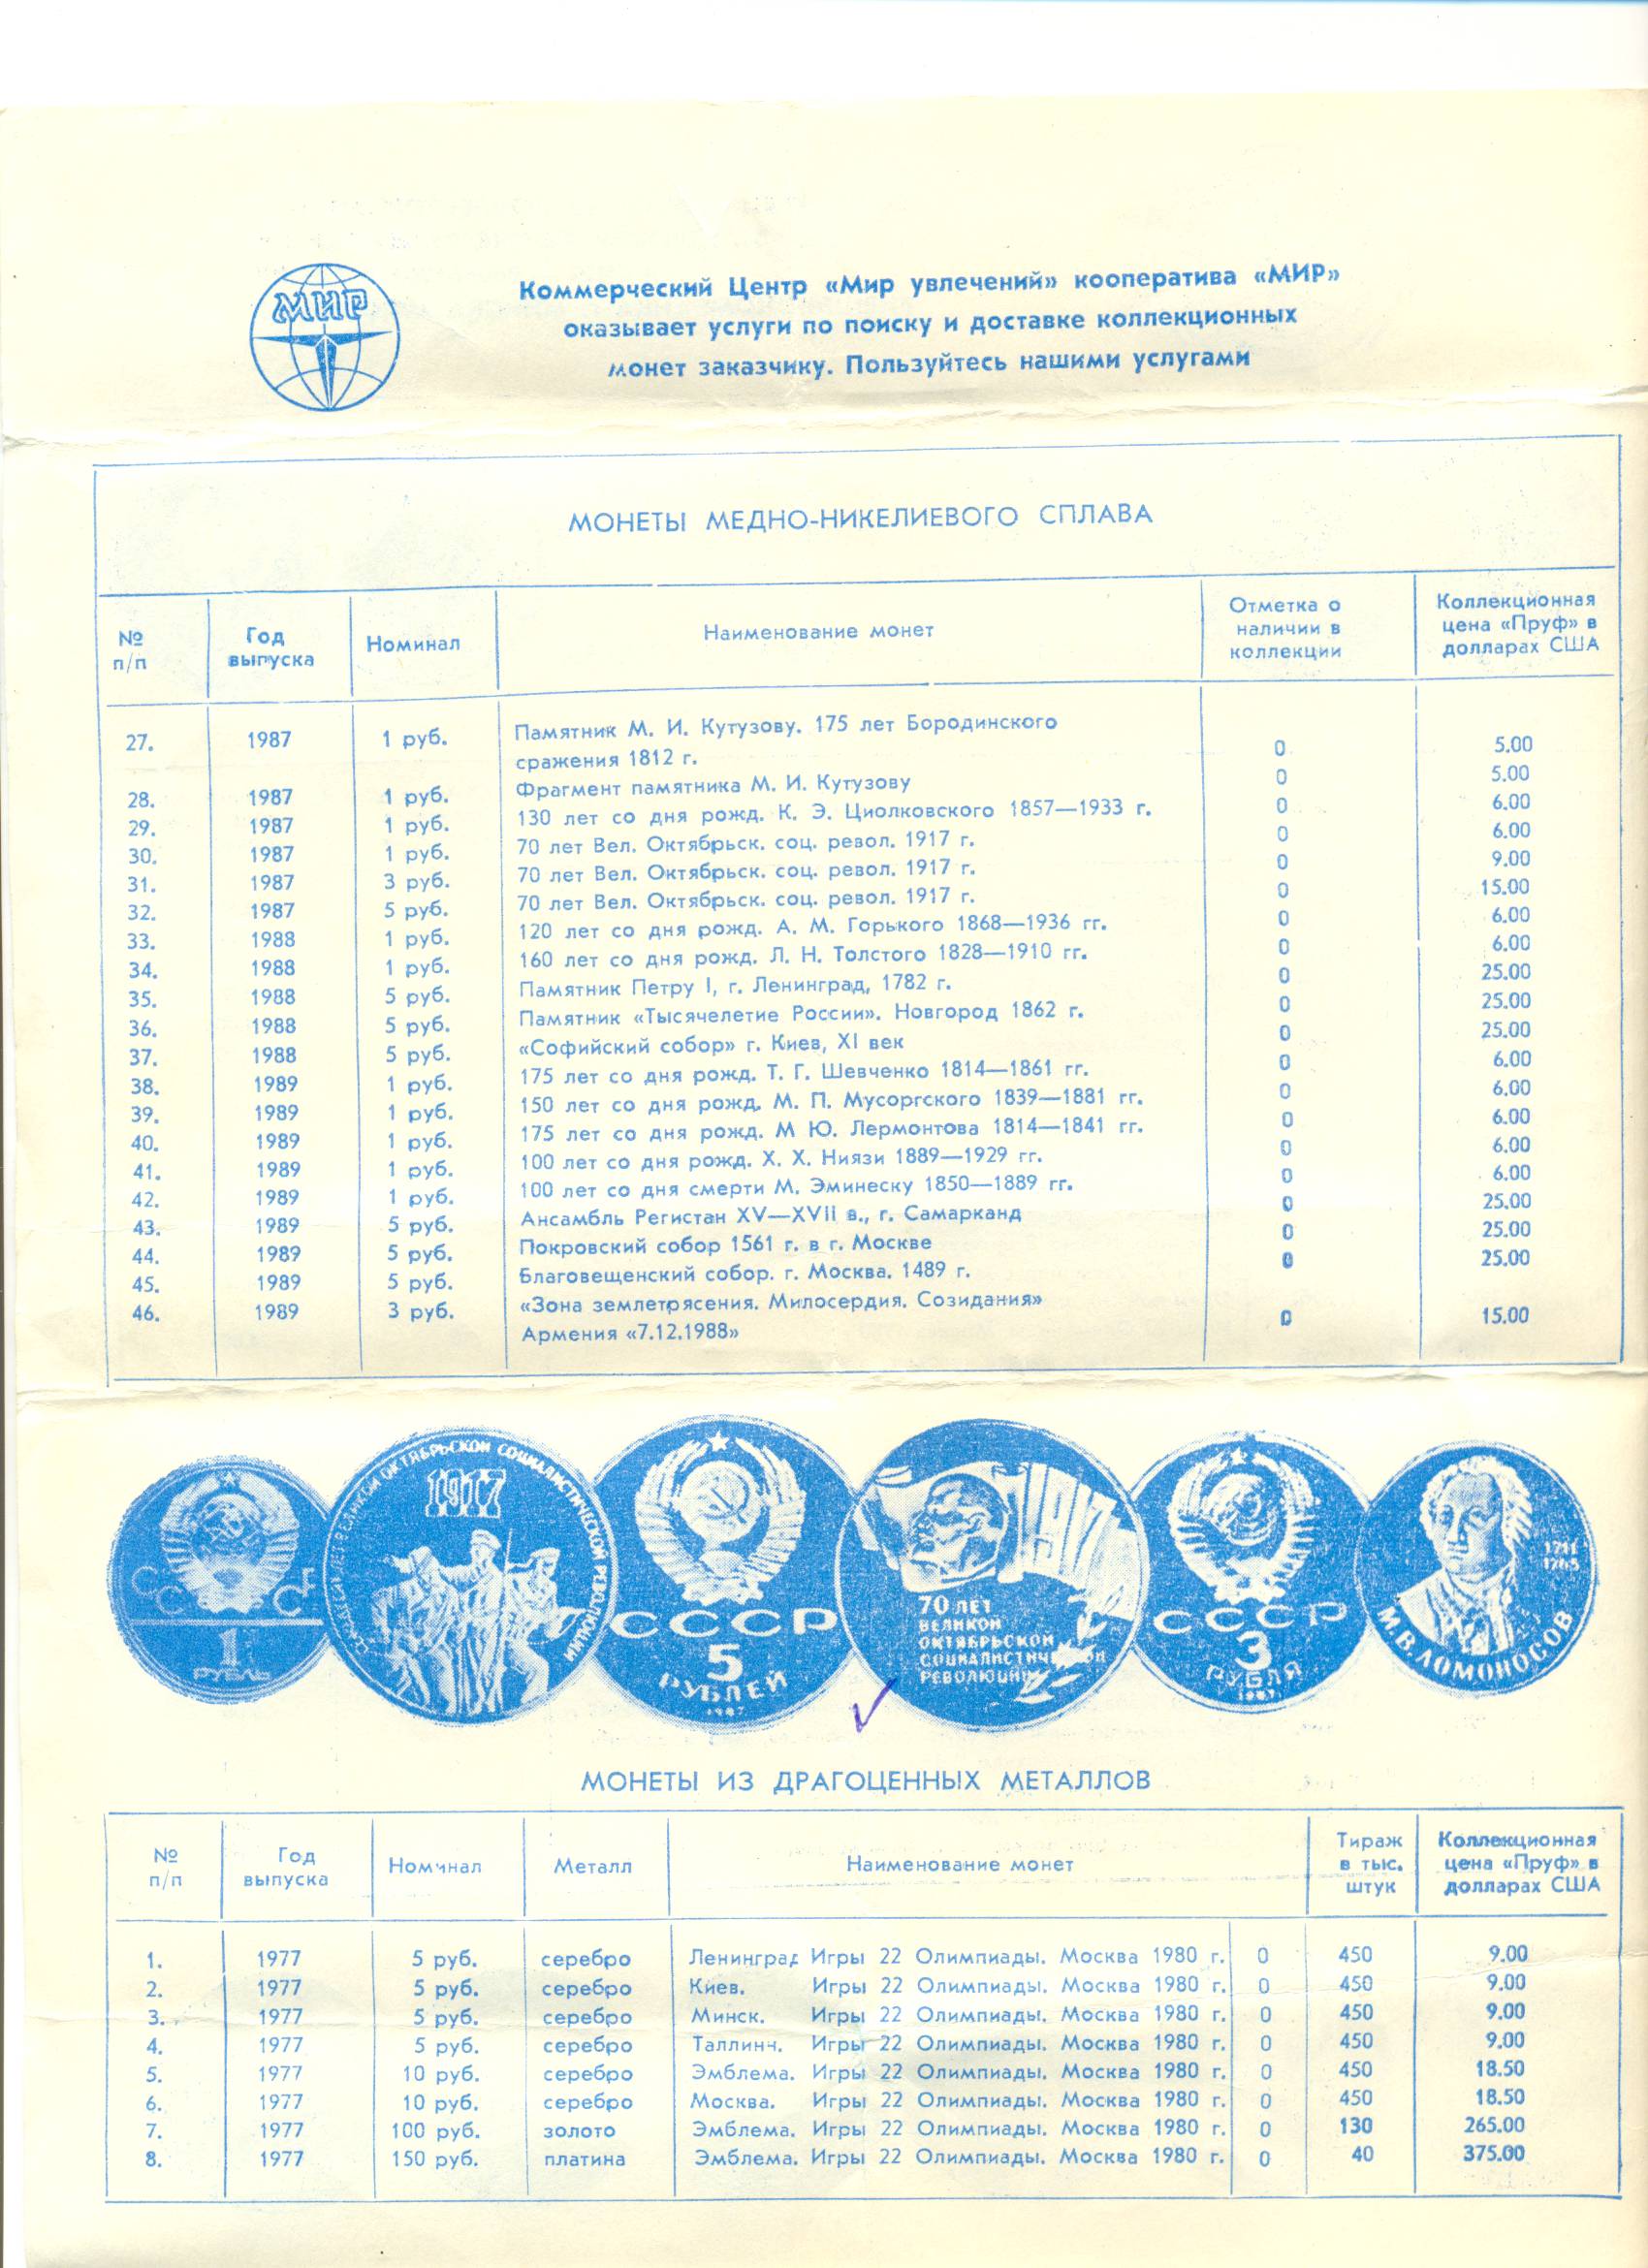 МИР
Коммерческий Центр «Мир увлечений» кооператива «МИР»
оказывает услуги по поиску и доставке коллекционных
монет заказчику. Пользуйтесь нашими услугами
МОНЕТЫ МЕДНО-НИКЕЛИЕВОГО СПЛАВА
№ п/п Год выпуска Номинал Наименование монет Отметка о наличии в коллекции Коллекционная цена «Пруф» в долларах США
27. 1987 1 руб. Памятник М. И. Кутузову. 175 лет Бородинского
сражения 1812 г. 0 5.00
28. 1987 1 руб. Фрагмент памятника М. И. Кутузову 0 5.00
29. 1987 1 руб. 130 лет со дня рожд. К. Э. Циолковского 1857—1933 г. 0 6.00
30. 1987 1 руб. 70 лет Вел. Октябрьск. соц. револ. 1917 г. 0 6.00
31. 1987 3 руб. 70 лет Вел. Октябрьск. соц. револ. 1917 г. 0 9.00
32. 1987 5 руб. 70 лет Вел. Октябрьск. соц. револ. 1917 г. 0 15.00
33. 1988 1 руб. 120 лет со дня рожд. А. М. Горького 1868—1936 гг. 0 6.00
34. 1988 1 руб. 160 лет со дня рожд. Л. Н. Толстого 1828—1910 гг. 0 6.00
35. 1988 5 руб. Памятник Петру I, г. Ленинград, 1782 г. 0 25.00
36. 1988 5 руб. Памятник «Тысячелетие России». Новгород 1862 г. 0 25.00
37. 1988 5 руб. «Софийский собор» г. Киев, XI век 0 25.00
38. 1989 1 руб. 175 лет со дня рожд. Т. Г. Шевченко 1814—1861 гг. 0 6.00
39. 1989 1 руб. 150 лет со дня рожд. М. П. Мусоргского 1839—1881 гг. 0 6.00
40. 1989 1 руб. 175 лет со дня рожд. М Ю. Лермонтова 1814—1841 гг. 0 6.00
41. 1989 1 руб. 100 лет со дня рожд. Х. Х. Ниязи 1889—1929 гг. 0 6.00
42. 1989 1 руб. 100 лет со дня смерти М. Эминеску 1850—1889 гг. 0 6.00
43. 1989 5 руб. Ансамбль Регистан XV—XVII в., г. Самарканд 0 25.00
44. 1989 5 руб. Покровский собор 1561 г. в г. Москве 0 25.00
45. 1989 5 руб. Благовещенский собор. г. Москва. 1489 г. 0 25.00
46. 1989 3 руб. «Зона землетрясения. Милосердия. Созидания»
Армения «7.12.1988» 0 15.00
СССР
1
РУБЛЬ
ВЕЛИКОЙ ОКТЯБРЬСКОЙ СОЦИАЛИСТИЧЕСКОЙ РЕВОЛЮЦИИ
1917
СССР
5
РУБЛЕЙ
1987
70 ЛЕТ
ВЕЛИКОЙ
ОКТЯБРЬСКОЙ
СОЦИАЛИСТИЧЕСКОЙ
РЕВОЛЮЦИИ
СССР
3
РУБЛЯ
1987
1711
1765
М.В.ЛОМОНОСОВ
МОНЕТЫ ИЗ ДРАГОЦЕННЫХ МЕТАЛЛОВ
№ п/п Год выпуска Номинал Металл Наименование монет Тираж в тыс. штук Коллекционная цена «Пруф» в долларах США
1. 1977 5 руб. серебро Ленинград Игры 22 Олимпиады. Москва 1980 г. 0 450 9.00
2. 1977 5 руб. серебро Киев. Игры 22 Олимпиады. Москва 1980 г. 0 450 9.00
3. 1977 5 руб. серебро Минск. Игры 22 Олимпиады. Москва 1980 г. 0 450 9.00
4. 1977 5 руб. серебро Таллинн. Игры 22 Олимпиады. Москва 1980 г. 0 450 9.00
5. 1977 10 руб. серебро Эмблема. Игры 22 Олимпиады. Москва 1980 г. 0 450 18.50
6. 1977 10 руб. серебро Москва. Игры 22 Олимпиады. Москва 1980 г. 0 450 18.50
7. 1977 100 руб. золото Эмблема. Игры 22 Олимпиады. Москва 1980 г. 0 130 265.00
8. 1977 150 руб. платина Эмблема. Игры 22 Олимпиады. Москва 1980 г. 0 40 375.00